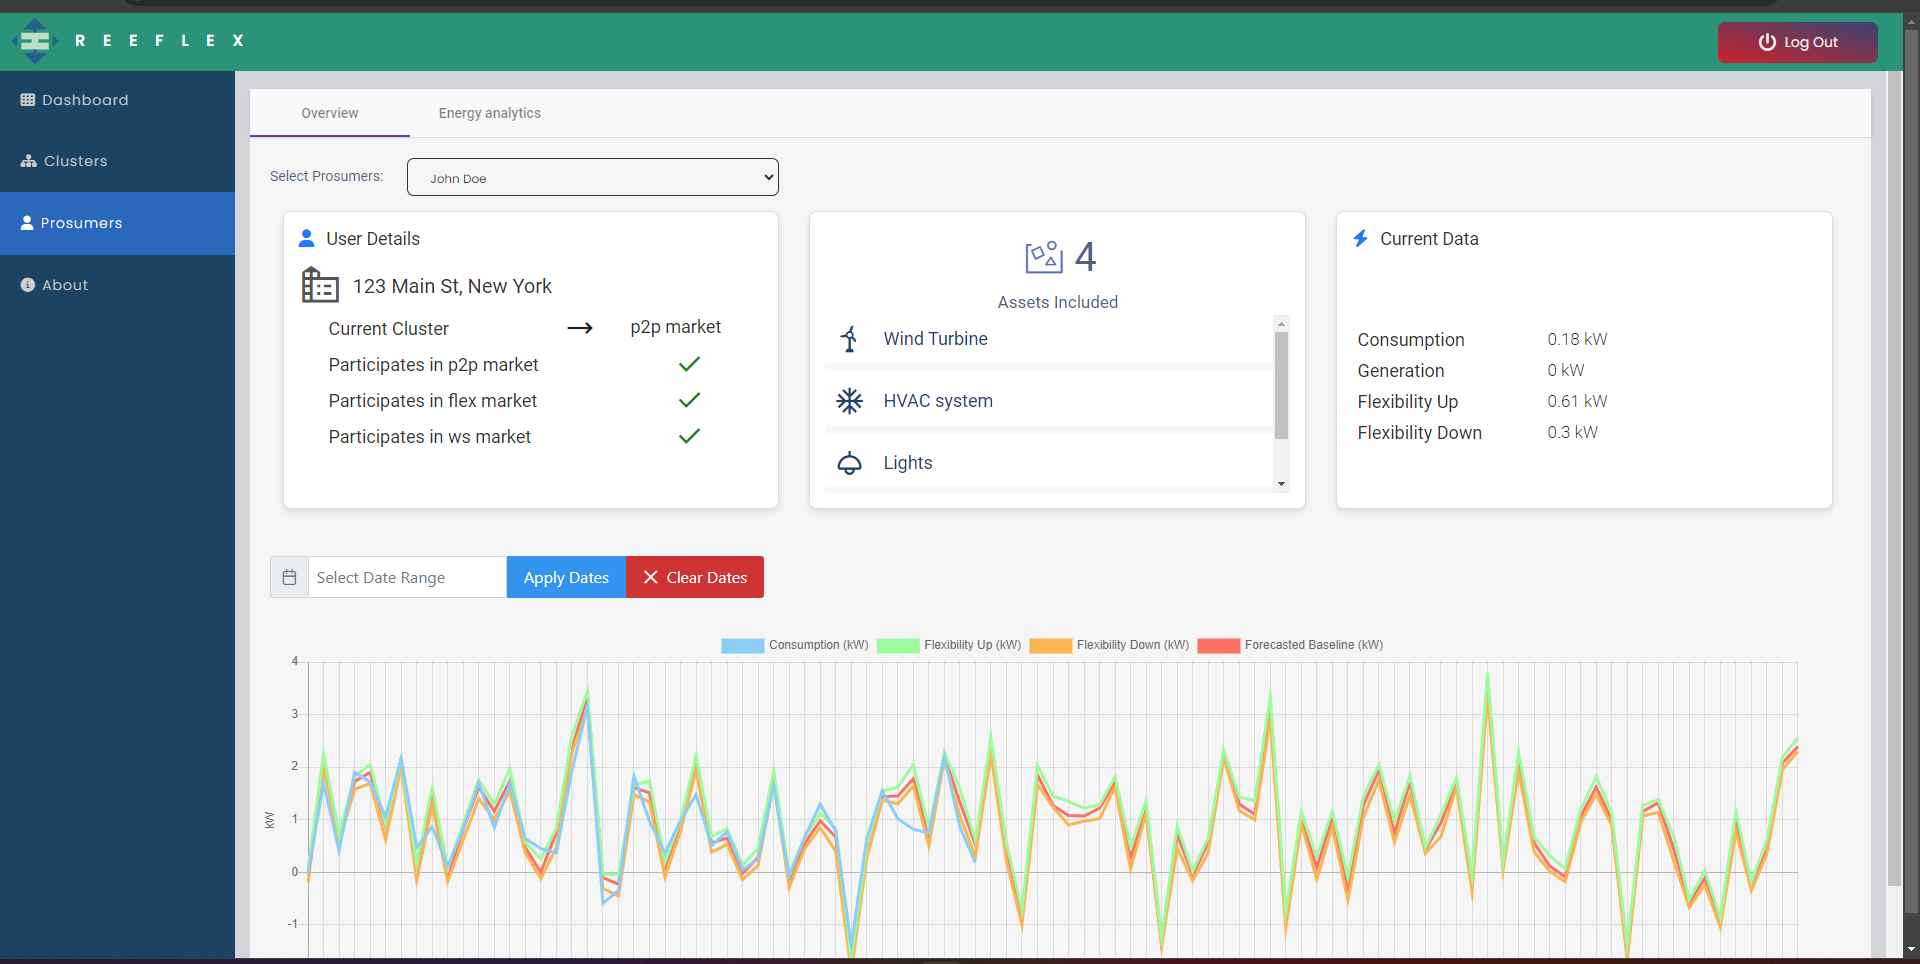 REEFLEX
Log Out
Dashboard
Clusters
Prosumers
About
Overview
Energy analytics
Select Prosumers:
John Doe
User Details
123 Main St, New York
Current Cluster
p2p market
Participates in p2p market
Participates in flex market
Participates in ws market
4
Assets Included
Wind Turbine
HVAC system
Lights
Current Data
Consumption 0.18 kW
Generation 0 kW
Flexibility Up 0.61 kW
Flexibility Down 0.3 kW
Select Date Range
Apply Dates
Clear Dates
Consumption (kW) Flexibility Up (kW) Flexibility Down (kW) Forecasted Baseline (kW)
4
3
2
1
0
-1
kW